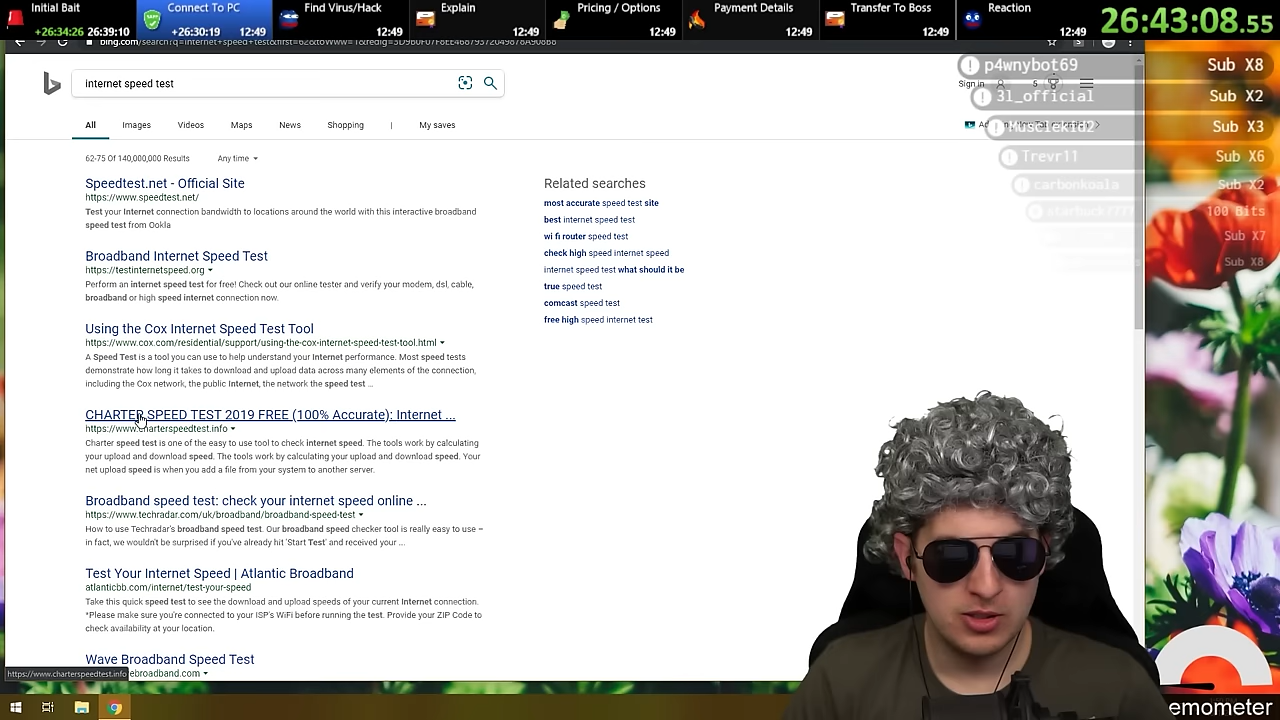 Initial Bait
+26:34:26 26:39:10
Connect To PC
+26:30:19 12:49
Find Virus/Hack
12:49
Explain
12:49
Pricing / Options
12:49
Payment Details
12:49
Transfer To Boss
12:49
Reaction
12:49
26:43:08.55
internet speed test
Sign in
5
All
Images
Videos
Maps
News
Shopping
|
My saves
62-75 Of 140,000,000 Results
Any time
Speedtest.net - Official Site
https://www.speedtest.net/
Test your Internet connection bandwidth to locations around the world with this interactive broadband
speed test from Ookla
Broadband Internet Speed Test
https://testinternetspeed.org
Perform an internet speed test for free! Check out our online tester and verify your modem, dsl, cable,
broadband or high speed internet connection now.
Using the Cox Internet Speed Test Tool
https://www.cox.com/residential/support/using-the-cox-internet-speed-test-tool.html
A Speed Test is a tool you can use to help understand your Internet performance. Most speed tests
demonstrate how long it takes to download and upload data across many elements of the connection,
including the Cox network, the public Internet, the network the speed test ...
CHARTER SPEED TEST 2019 FREE (100% Accurate): Internet ...
https://www.charterspeedtest.info
Charter speed test is one of the easy to use tool to check internet speed. The tools work by calculating
your upload and download speed. The tools work by calculating your upload and download speed. Your
net upload speed is when you add a file from your system to another server.
Broadband speed test: check your internet speed online ...
https://www.techradar.com/uk/broadband/broadband-speed-test
How to use Techradar's broadband speed test. Our broadband speed checker tool is really easy to use –
in fact, we wouldn't be surprised if you've already hit 'Start Test' and received your ...
Test Your Internet Speed | Atlantic Broadband
atlanticbb.com/internet/test-your-speed
Take this quick speed test to see the download and upload speeds of your current Internet connection.
*Please make sure you're connected to your ISP's WiFi before running the test. Provide your ZIP Code to
check availability at your location.
Wave Broadband Speed Test
ebroadband.com
https://www.charterspeedtest.info
Related searches
most accurate speed test site
best internet speed test
wi fi router speed test
check high speed internet speed
internet speed test what should it be
true speed test
comcast speed test
free high speed internet test
p4wnybot69 Sub X8
3l_official Sub X2
Sub X3
Trevr11 Sub X6
carbonkoala Sub X2
100 Bits
Sub X7
Sub X8
emometer